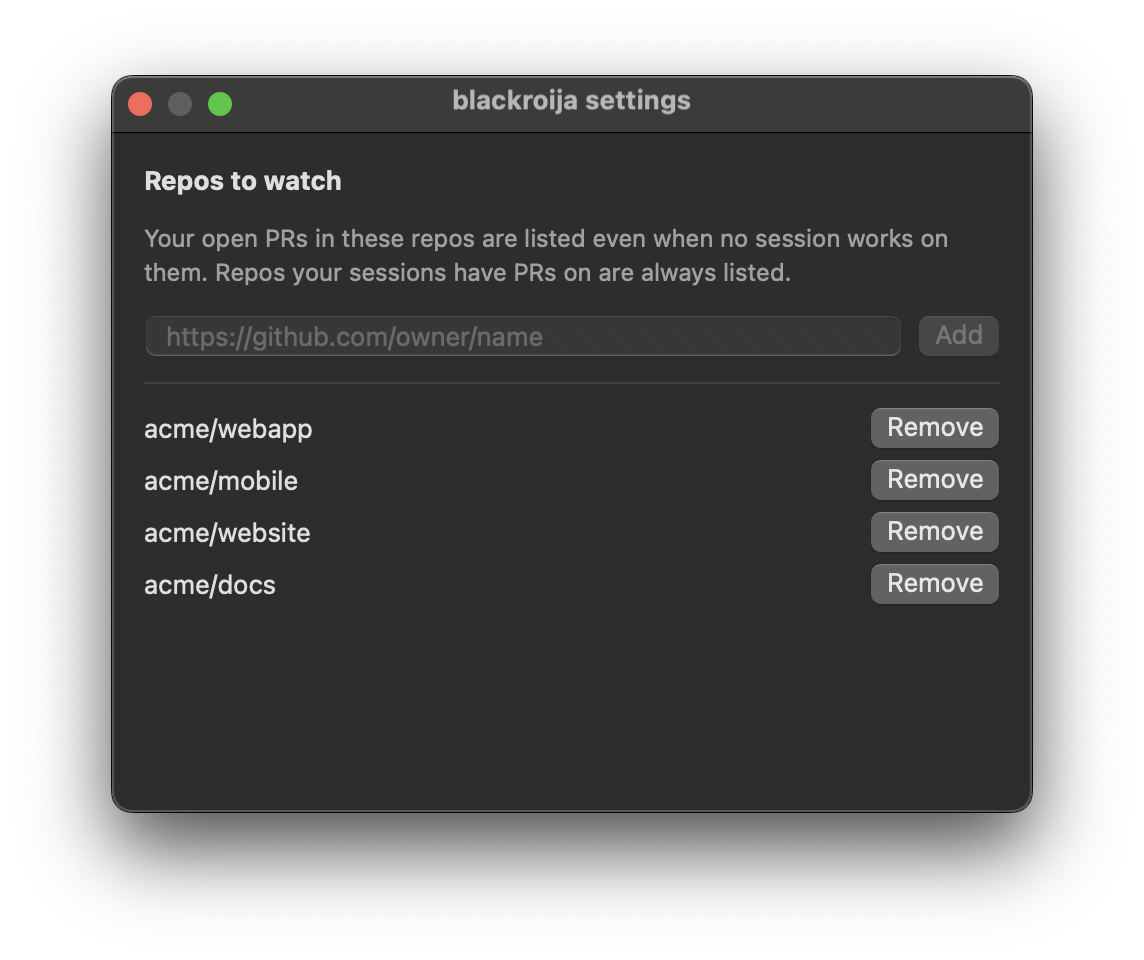 blackroija settings
Repos to watch
Your open PRs in these repos are listed even when no session works on
them. Repos your sessions have PRs on are always listed.
https://github.com/owner/name Add
acme/webapp Remove
acme/mobile Remove
acme/website Remove
acme/docs Remove